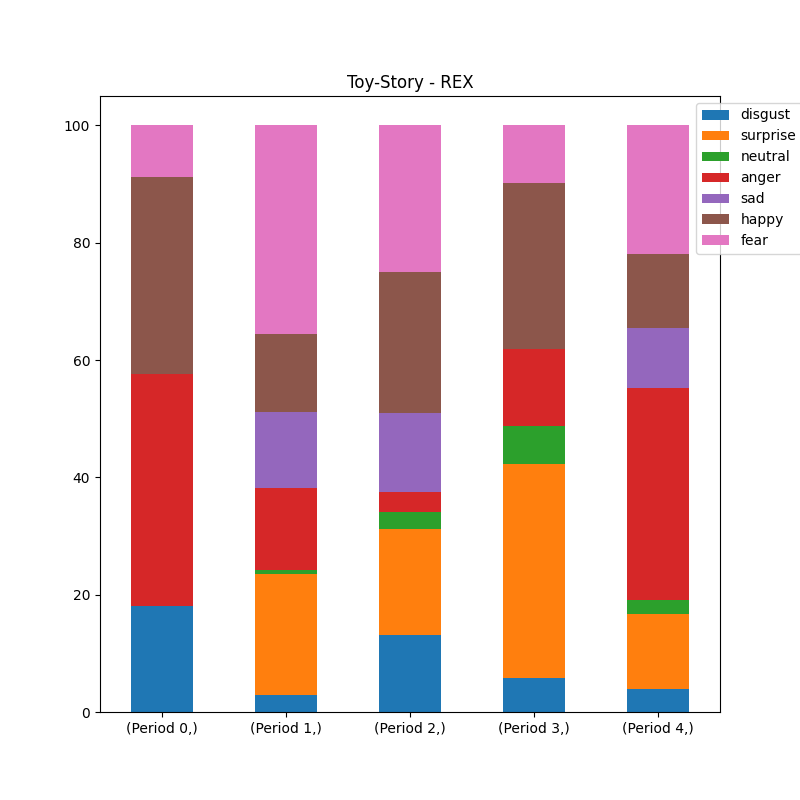 Toy-Story - REX
100
80
60
40
20
0
(Period 0,) (Period 1,) (Period 2,) (Period 3,) (Period 4,)
disgust
surprise
neutral
anger
sad
happy
fear